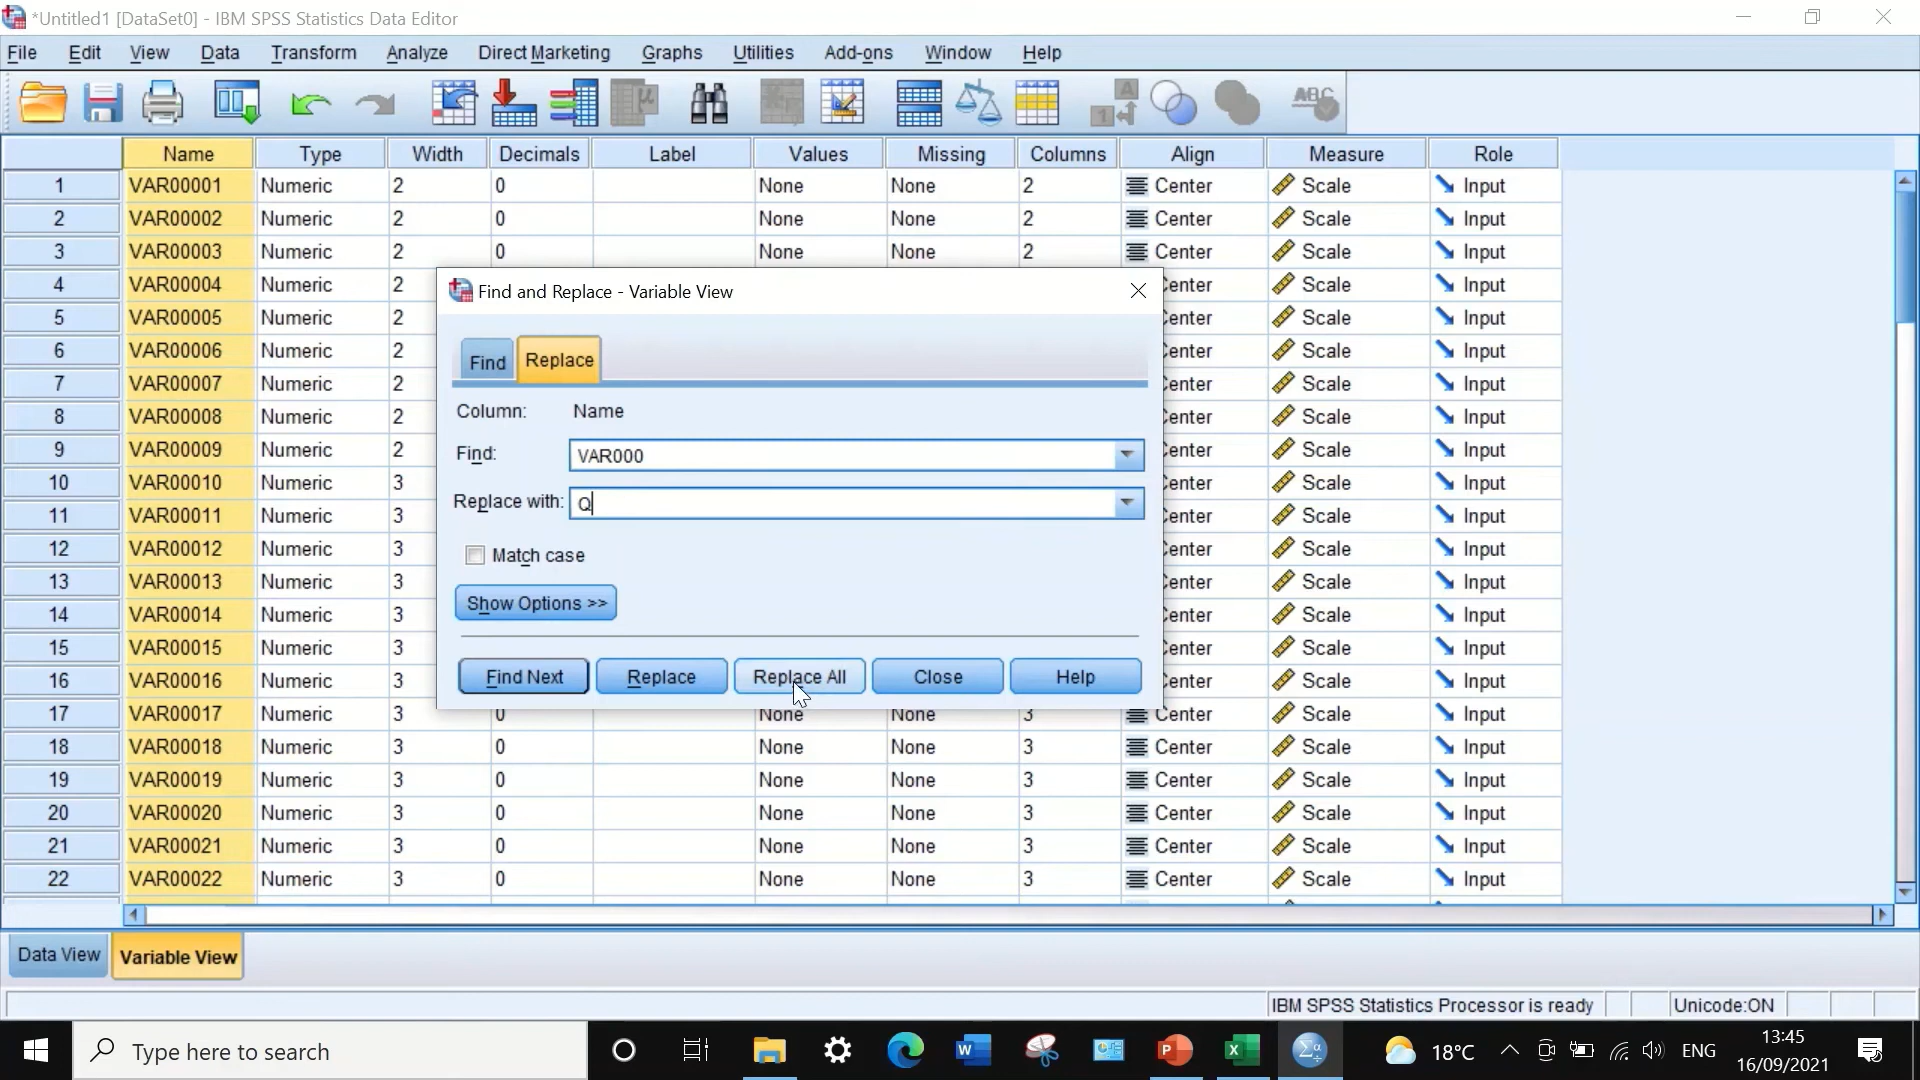 *Untitled1 [DataSet0] - IBM SPSS Statistics Data Editor
File Edit View Data Transform Analyze Direct Marketing Graphs Utilities Add-ons Window Help
Name Type Width Decimals Label Values Missing Columns Align Measure Role
1 VAR00001 Numeric 2 0 None None 2 Center Scale Input
2 VAR00002 Numeric 2 0 None None 2 Center Scale Input
3 VAR00003 Numeric 2 0 None None 2 Center Scale Input
4 VAR00004 Numeric 2 Center Scale Input
5 VAR00005 Numeric 2 Center Scale Input
6 VAR00006 Numeric 2 Center Scale Input
7 VAR00007 Numeric 2 Center Scale Input
8 VAR00008 Numeric 2 Center Scale Input
9 VAR00009 Numeric 2 Center Scale Input
10 VAR00010 Numeric 3 Center Scale Input
11 VAR00011 Numeric 3 Center Scale Input
12 VAR00012 Numeric 3 Center Scale Input
13 VAR00013 Numeric 3 Center Scale Input
14 VAR00014 Numeric 3 Center Scale Input
15 VAR00015 Numeric 3 Center Scale Input
16 VAR00016 Numeric 3 Center Scale Input
17 VAR00017 Numeric 3 0 None None 3 Center Scale Input
18 VAR00018 Numeric 3 0 None None 3 Center Scale Input
19 VAR00019 Numeric 3 0 None None 3 Center Scale Input
20 VAR00020 Numeric 3 0 None None 3 Center Scale Input
21 VAR00021 Numeric 3 0 None None 3 Center Scale Input
22 VAR00022 Numeric 3 0 None None 3 Center Scale Input
Find and Replace - Variable View
Find Replace
Column: Name
Find: VAR000
Replace with: Q
Match case
Show Options >>
Find Next Replace Replace All Close Help
Data View Variable View
IBM SPSS Statistics Processor is ready Unicode:ON
Type here to search
18°C ENG
13:45
16/09/2021